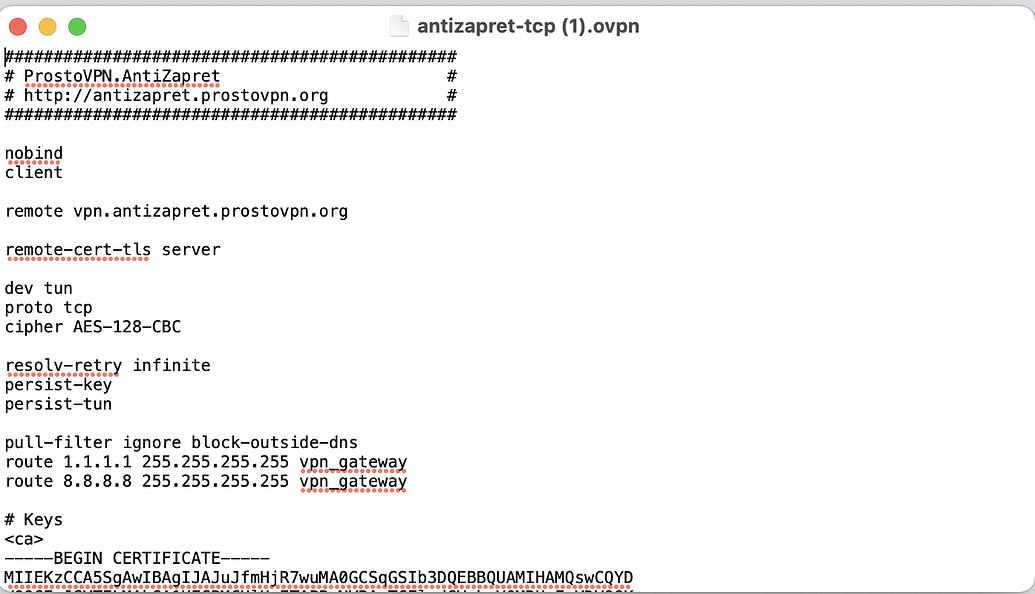 antizapret-tcp (1).ovpn
##############################################
# ProstoVPN.AntiZapret #
# http://antizapret.prostovpn.org #
##############################################
nobind
client
remote vpn.antizapret.prostovpn.org
remote-cert-tls server
dev tun
proto tcp
cipher AES-128-CBC
resolv-retry infinite
persist-key
persist-tun
pull-filter ignore block-outside-dns
route 1.1.1.1 255.255.255.255 vpn_gateway
route 8.8.8.8 255.255.255.255 vpn_gateway
# Keys
<ca>
-----BEGIN CERTIFICATE-----
MIIEKzCCA5SgAwIBAgIJAJuJfmHjR7wuMA0GCSqGSIb3DQEBBQUAMIHAMQswCQYD